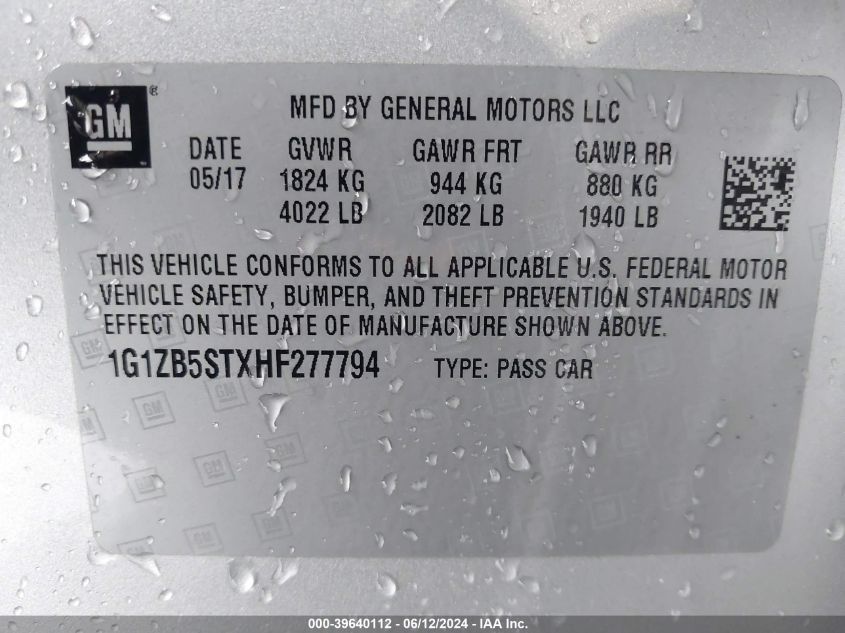 GM®
MFD BY GENERAL MOTORS LLC
DATE GVWR GAWR FRT GAWR RR
05/17 1824 KG 944 KG 880 KG
4022 LB 2082 LB 1940 LB
THIS VEHICLE CONFORMS TO ALL APPLICABLE U.S. FEDERAL MOTOR
VEHICLE SAFETY, BUMPER, AND THEFT PREVENTION STANDARDS IN
EFFECT ON THE DATE OF MANUFACTURE SHOWN ABOVE.
1G1ZB5STXHF277794 TYPE: PASS CAR
000-39640112 - 06/12/2024 - IAA Inc.